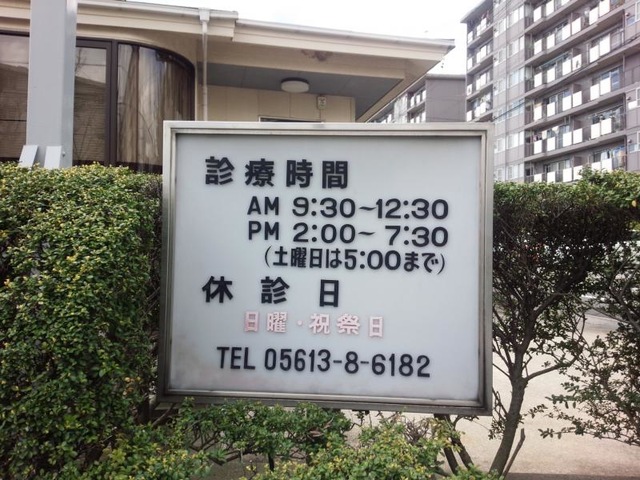 診療時間
AM 9:30～12:30
PM 2:00～ 7:30
(土曜日は5:00まで)
休診日
日曜・祝祭日
TEL 05613-8-6182